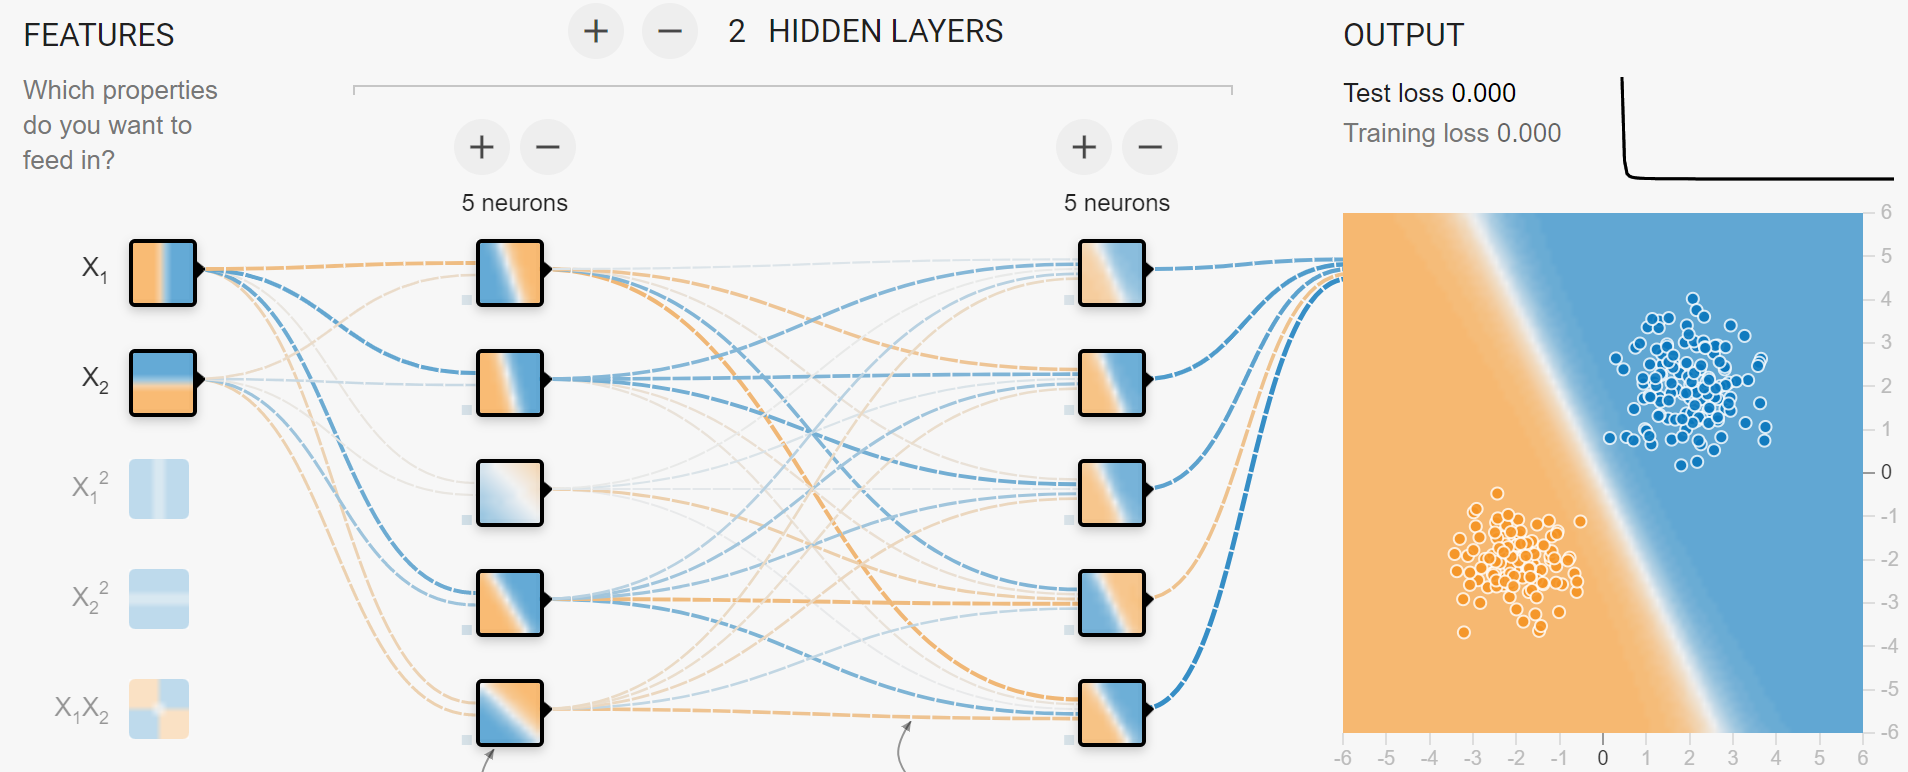 FEATURES
Which properties
do you want to
feed in?
+ − 2 HIDDEN LAYERS
+ −
5 neurons
+ −
5 neurons
X1
X2
X1²
X2²
X1X2
OUTPUT
Test loss 0.000
Training loss 0.000
6
5
4
3
2
1
0
-1
-2
-3
-4
-5
-6
-6 -5 -4 -3 -2 -1 0 1 2 3 4 5 6